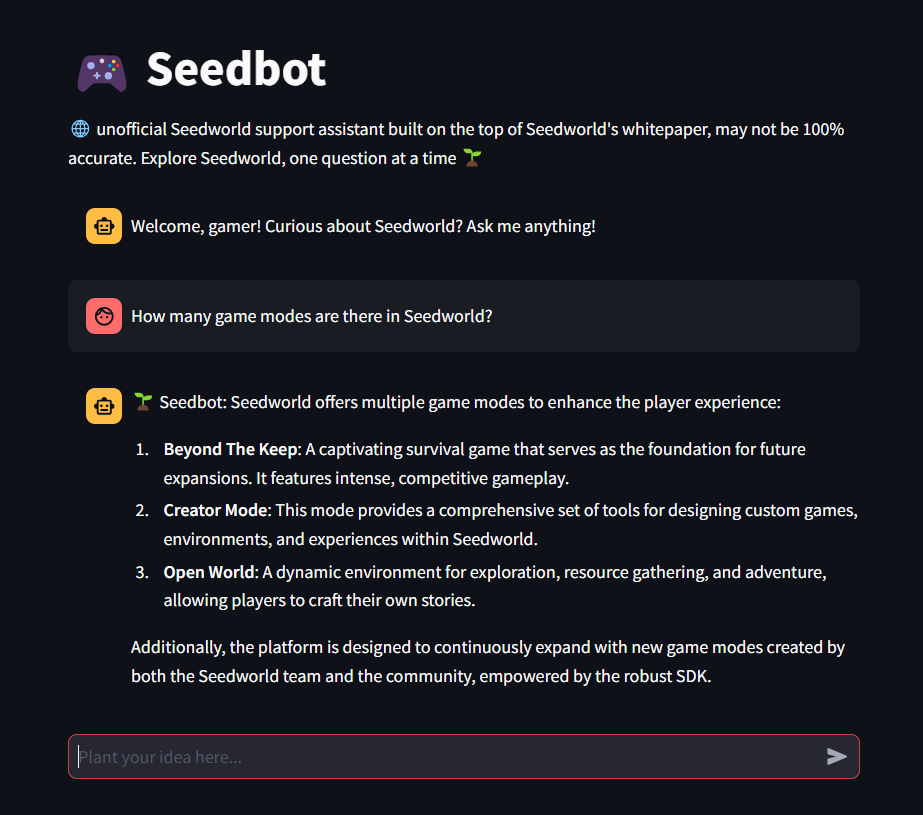 Seedbot
unofficial Seedworld support assistant built on the top of Seedworld's whitepaper, may not be 100%
accurate. Explore Seedworld, one question at a time
Welcome, gamer! Curious about Seedworld? Ask me anything!
How many game modes are there in Seedworld?
Seedbot: Seedworld offers multiple game modes to enhance the player experience:
1. Beyond The Keep: A captivating survival game that serves as the foundation for future
expansions. It features intense, competitive gameplay.
2. Creator Mode: This mode provides a comprehensive set of tools for designing custom games,
environments, and experiences within Seedworld.
3. Open World: A dynamic environment for exploration, resource gathering, and adventure,
allowing players to craft their own stories.
Additionally, the platform is designed to continuously expand with new game modes created by
both the Seedworld team and the community, empowered by the robust SDK.
Plant your idea here...